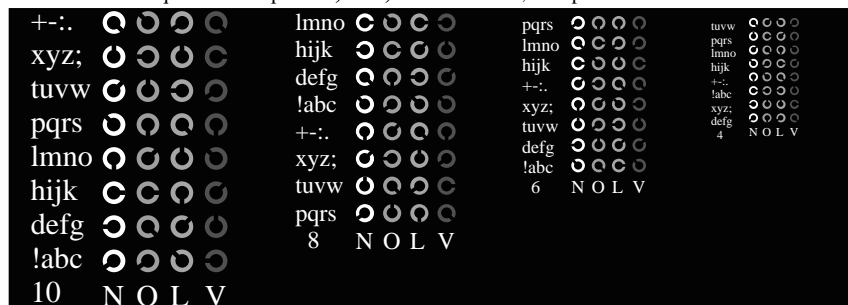 +-:.
xyz;
tuvw
pqrs
lmno
hijk
defg
!abc
10 N O L V
lmno
hijk
defg
!abc
+-:.
xyz;
tuvw
pqrs
8 N O L V
pqrs
lmno
hijk
+-:.
xyz;
tuvw
defg
!abc
6 N O L V
tuvw
pqrs
lmno
hijk
+-:.
!abc
xyz;
defg
4 N O L V